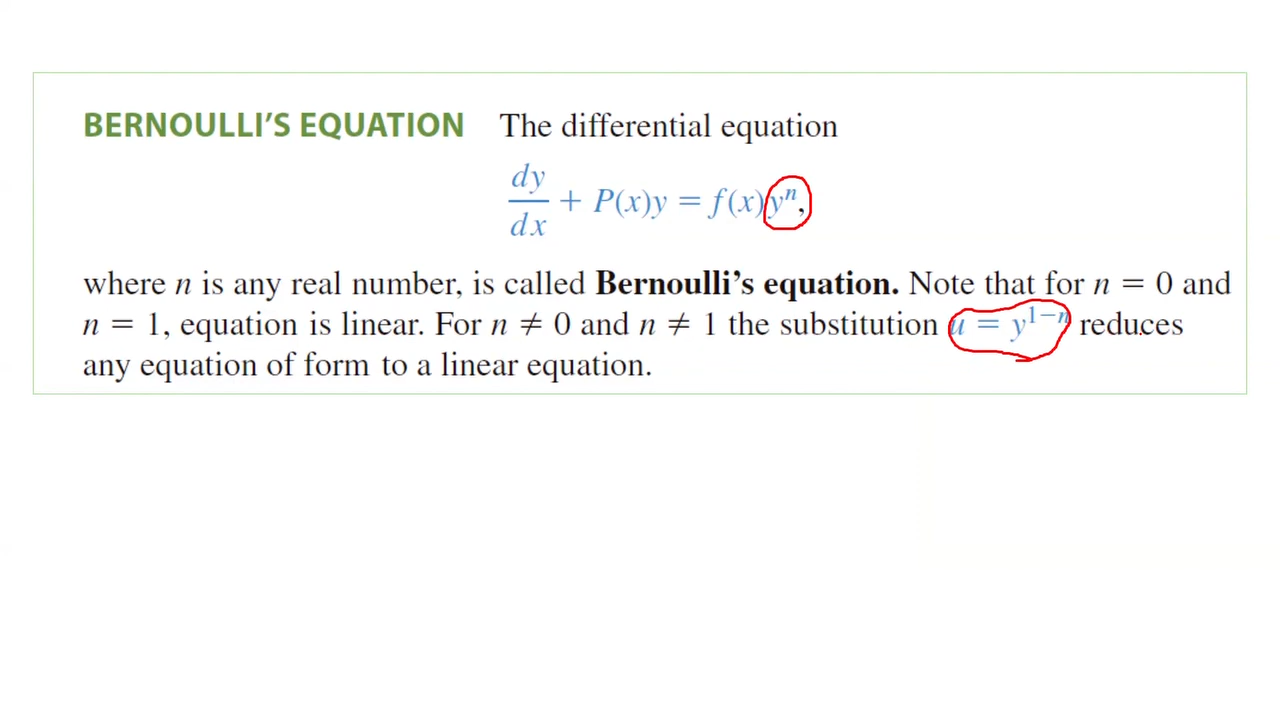 BERNOULLI'S EQUATION The differential equation
dy/dx + P(x)y = f(x)yⁿ,
where n is any real number, is called Bernoulli's equation. Note that for n = 0 and
n = 1, equation is linear. For n ≠ 0 and n ≠ 1 the substitution u = y¹⁻ⁿ reduces
any equation of form to a linear equation.